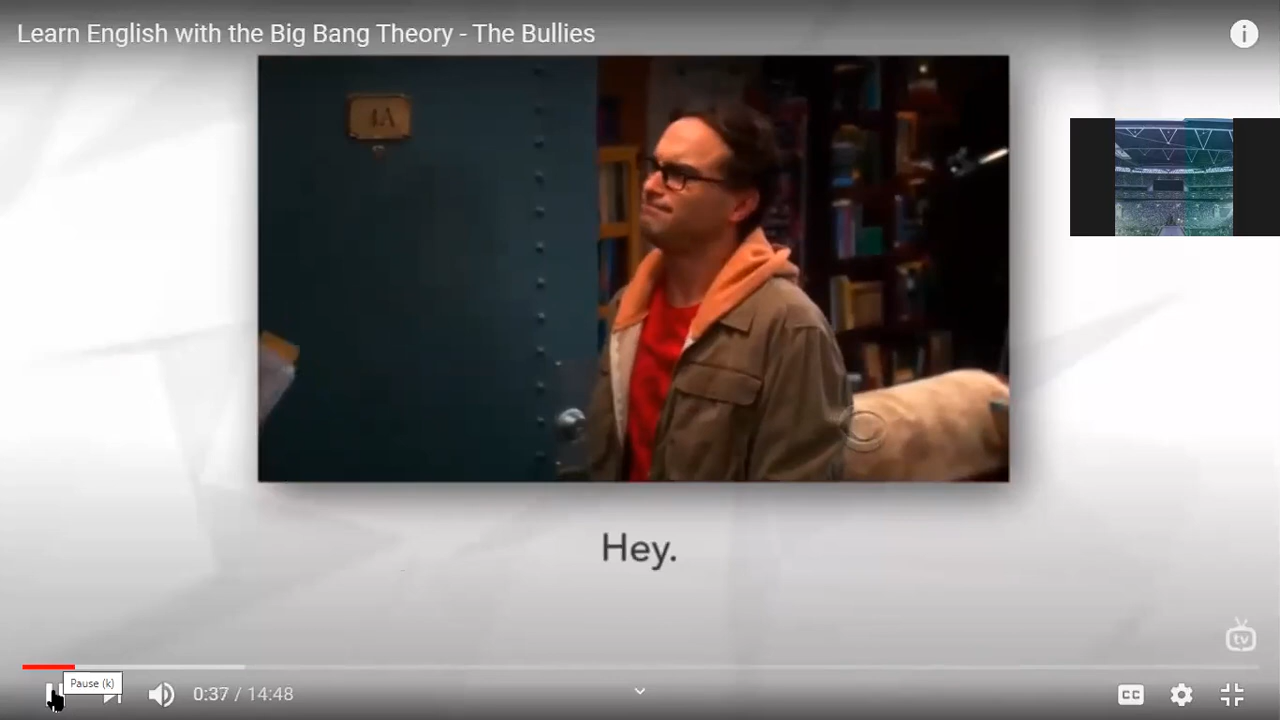 Learn English with the Big Bang Theory - The Bullies
i
4A
Hey.
tv
Pause (k)
0:37 / 14:48
CC